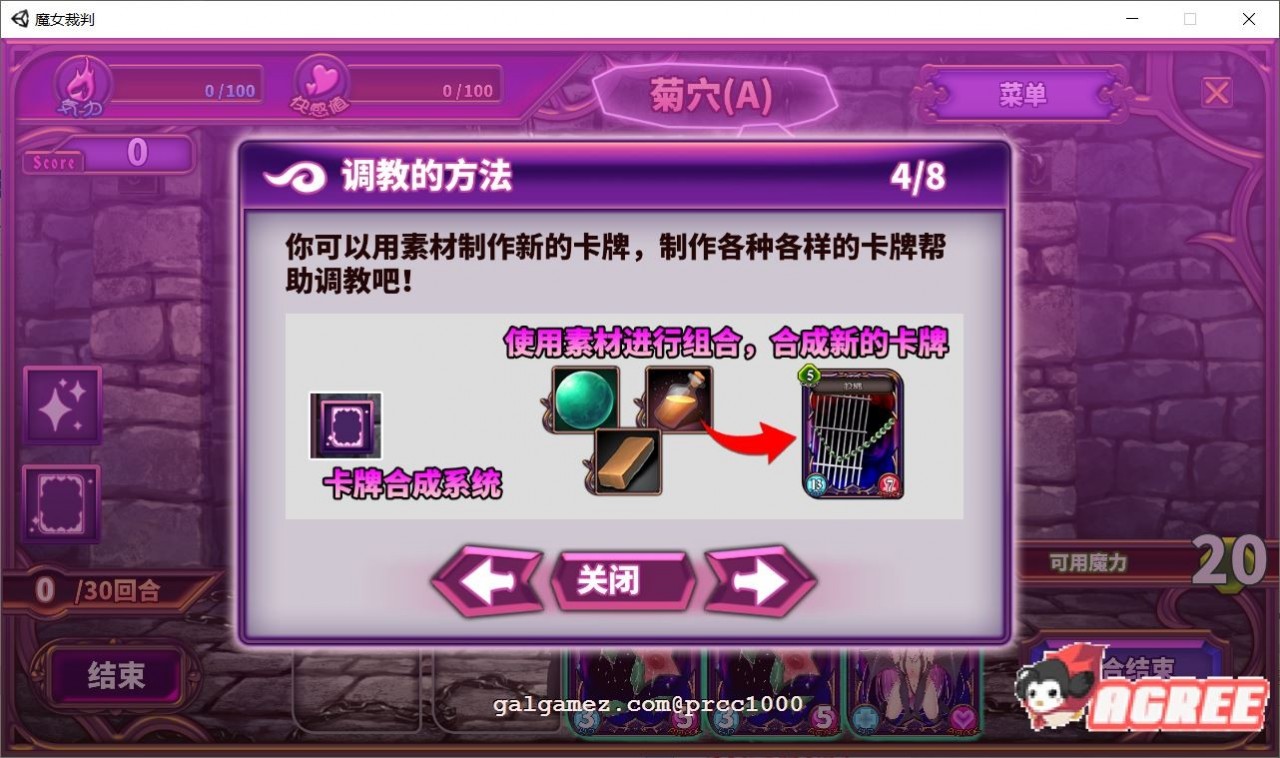 魔女裁判
气力
0/100
快感值
0/100
菊穴(A)
菜单
Score
0
调教的方法
4/8
你可以用素材制作新的卡牌，制作各种各样的卡牌帮
助调教吧！
使用素材进行组合，合成新的卡牌
5
13
卡牌合成系统
关闭
可用魔力
20
0
/30回合
结束
合结束
3
5
3
5
galgamez.com@prcc1000
AGREE